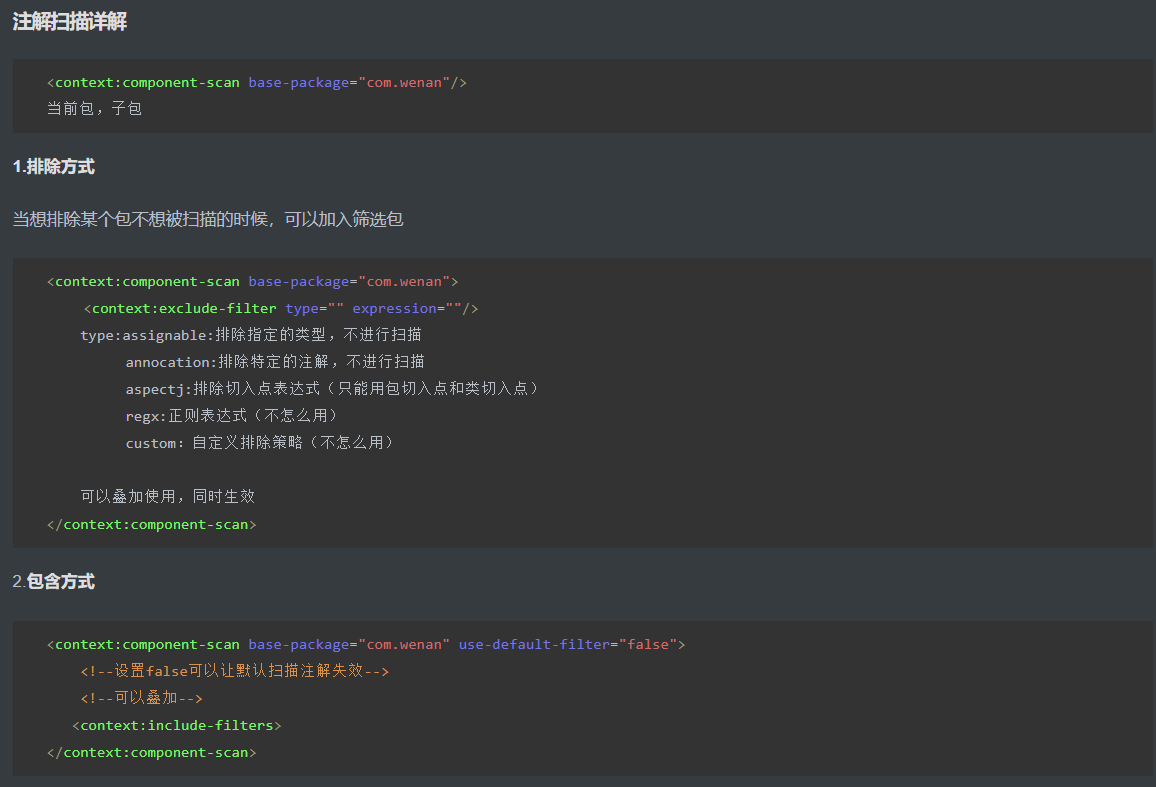 注解扫描详解
<context:component-scan base-package="com.wenan"/>
当前包，子包
1.排除方式
当想排除某个包不想被扫描的时候，可以加入筛选包
<context:component-scan base-package="com.wenan">
<context:exclude-filter type="" expression=""/>
type:assignable:排除指定的类型，不进行扫描
annocation:排除特定的注解，不进行扫描
aspectj:排除切入点表达式（只能用包切入点和类切入点）
regx:正则表达式（不怎么用）
custom：自定义排除策略（不怎么用）
可以叠加使用，同时生效
</context:component-scan>
2.包含方式
<context:component-scan base-package="com.wenan" use-default-filter="false">
<!--设置false可以让默认扫描注解失效-->
<!--可以叠加-->
<context:include-filters>
</context:component-scan>